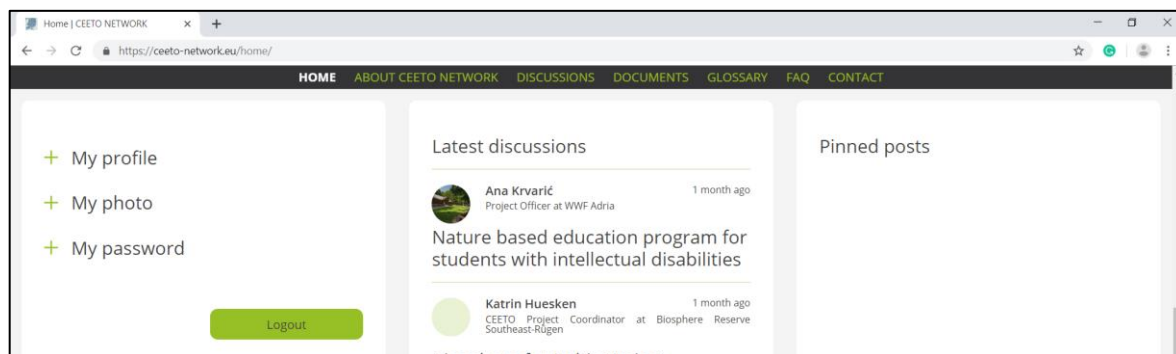 Home | CEETO NETWORK
https://ceeto-network.eu/home/
HOME ABOUT CEETO NETWORK DISCUSSIONS DOCUMENTS GLOSSARY FAQ CONTACT
+ My profile
+ My photo
+ My password
Logout
Latest discussions
Ana Krvarić 1 month ago
Project Officer at WWF Adria
Nature based education program for
students with intellectual disabilities
Katrin Huesken 1 month ago
CEETO Project Coordinator at Biosphere Reserve
Southeast-Rügen
Pinned posts